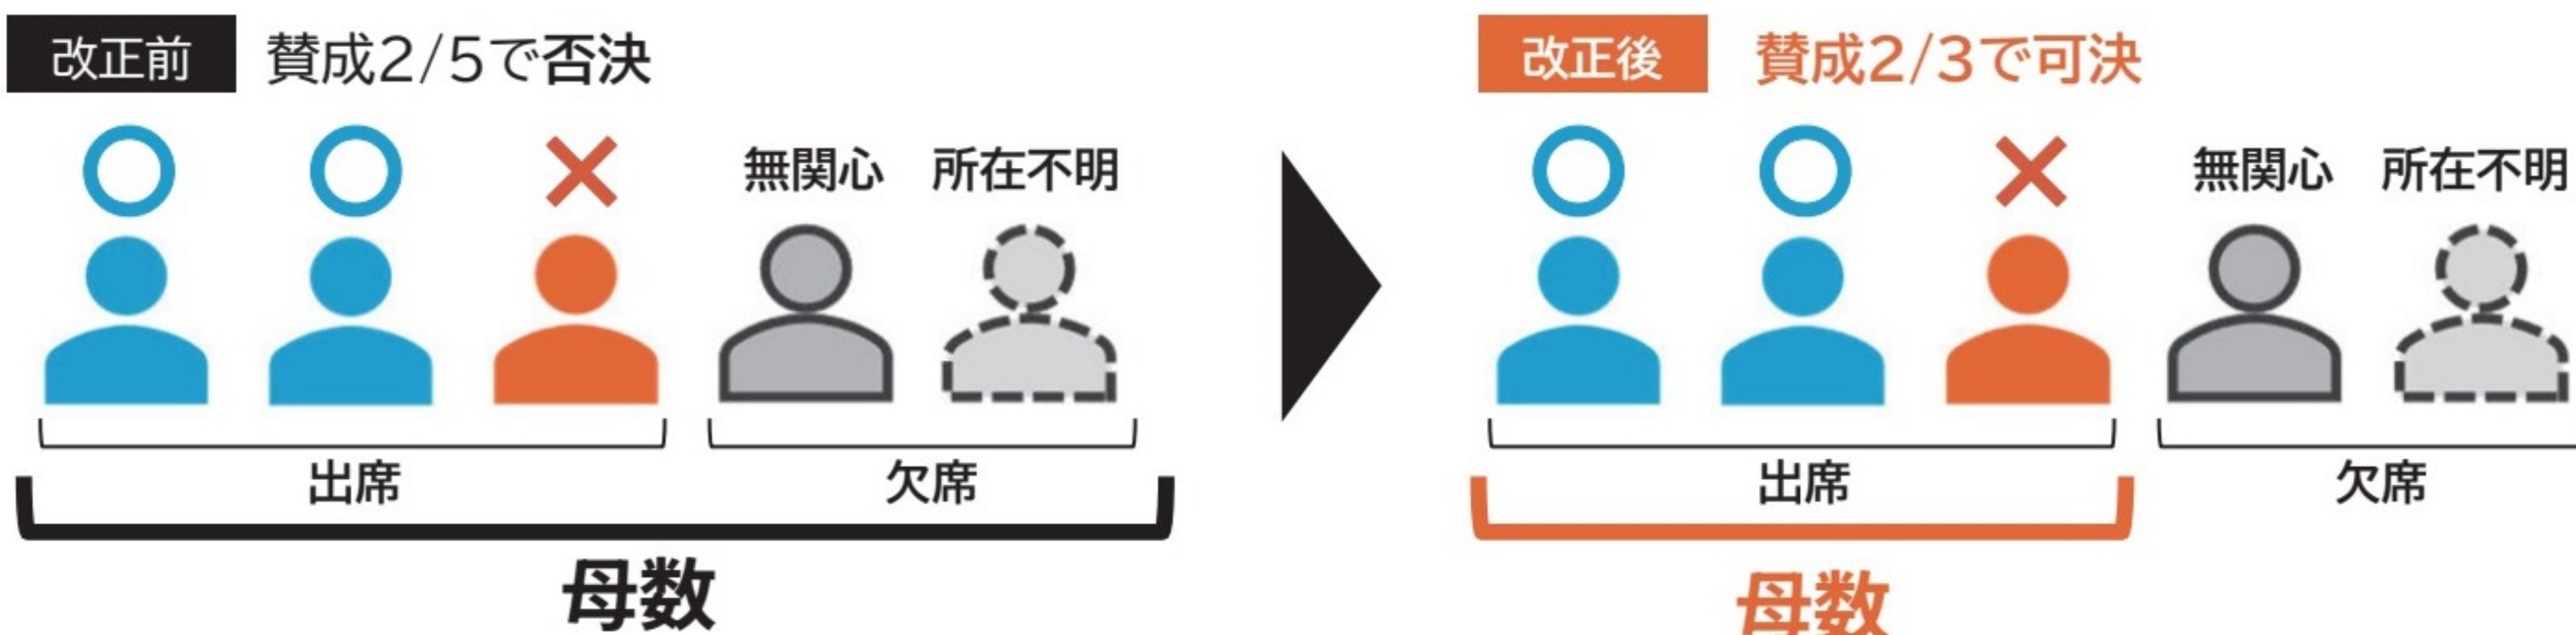 改正前 賛成2/5で否決
無関心 所在不明
出席 欠席
母数
改正後 賛成2/3で可決
無関心 所在不明
出席 欠席
母数